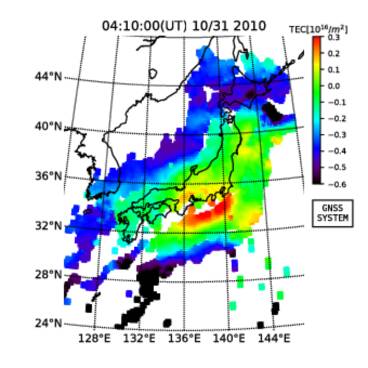 04:10:00(UT) 10/31 2010
TEC[10^16/m^2]
44°N
40°N
36°N
32°N
28°N
24°N
128°E 132°E 136°E 140°E 144°E
0.3
0.2
0.1
0.0
−0.1
−0.2
−0.3
−0.4
−0.5
−0.6
GNSS
SYSTEM